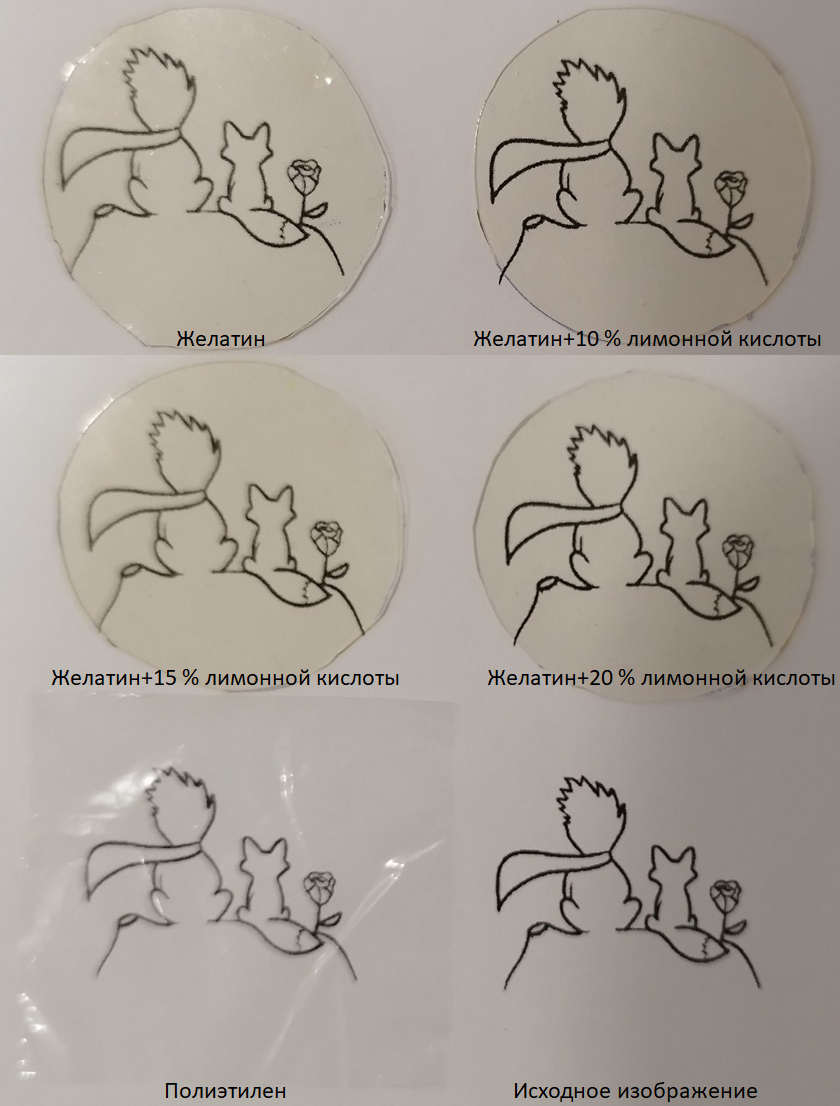 Желатин
Желатин+10 % лимонной кислоты
Желатин+15 % лимонной кислоты
Желатин+20 % лимонной кислоты
Полиэтилен
Исходное изображение